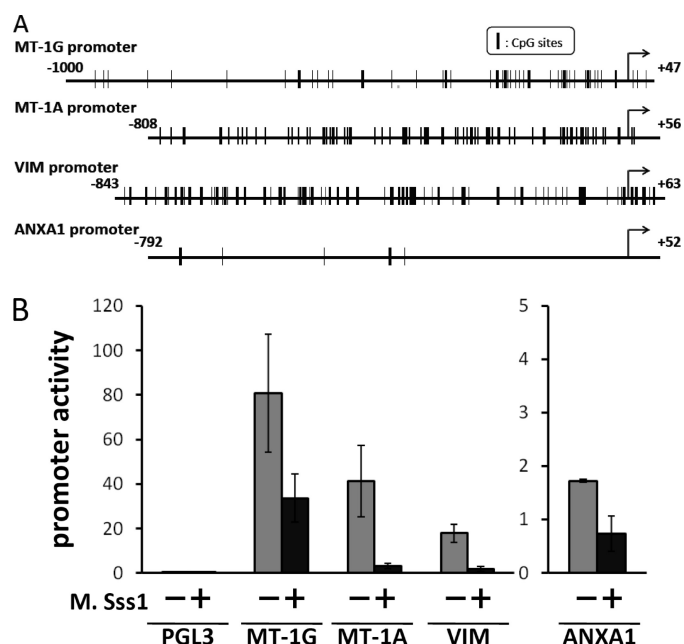 A
MT-1G promoter
-1000
: CpG sites
+47
MT-1A promoter
-808
+56
VIM promoter
-843
+63
ANXA1 promoter
-792
+52
B
promoter activity
120
100
80
60
40
20
0
5
4
3
2
1
0
M. Sss1
− + − + − + − + − +
PGL3 MT-1G MT-1A VIM ANXA1